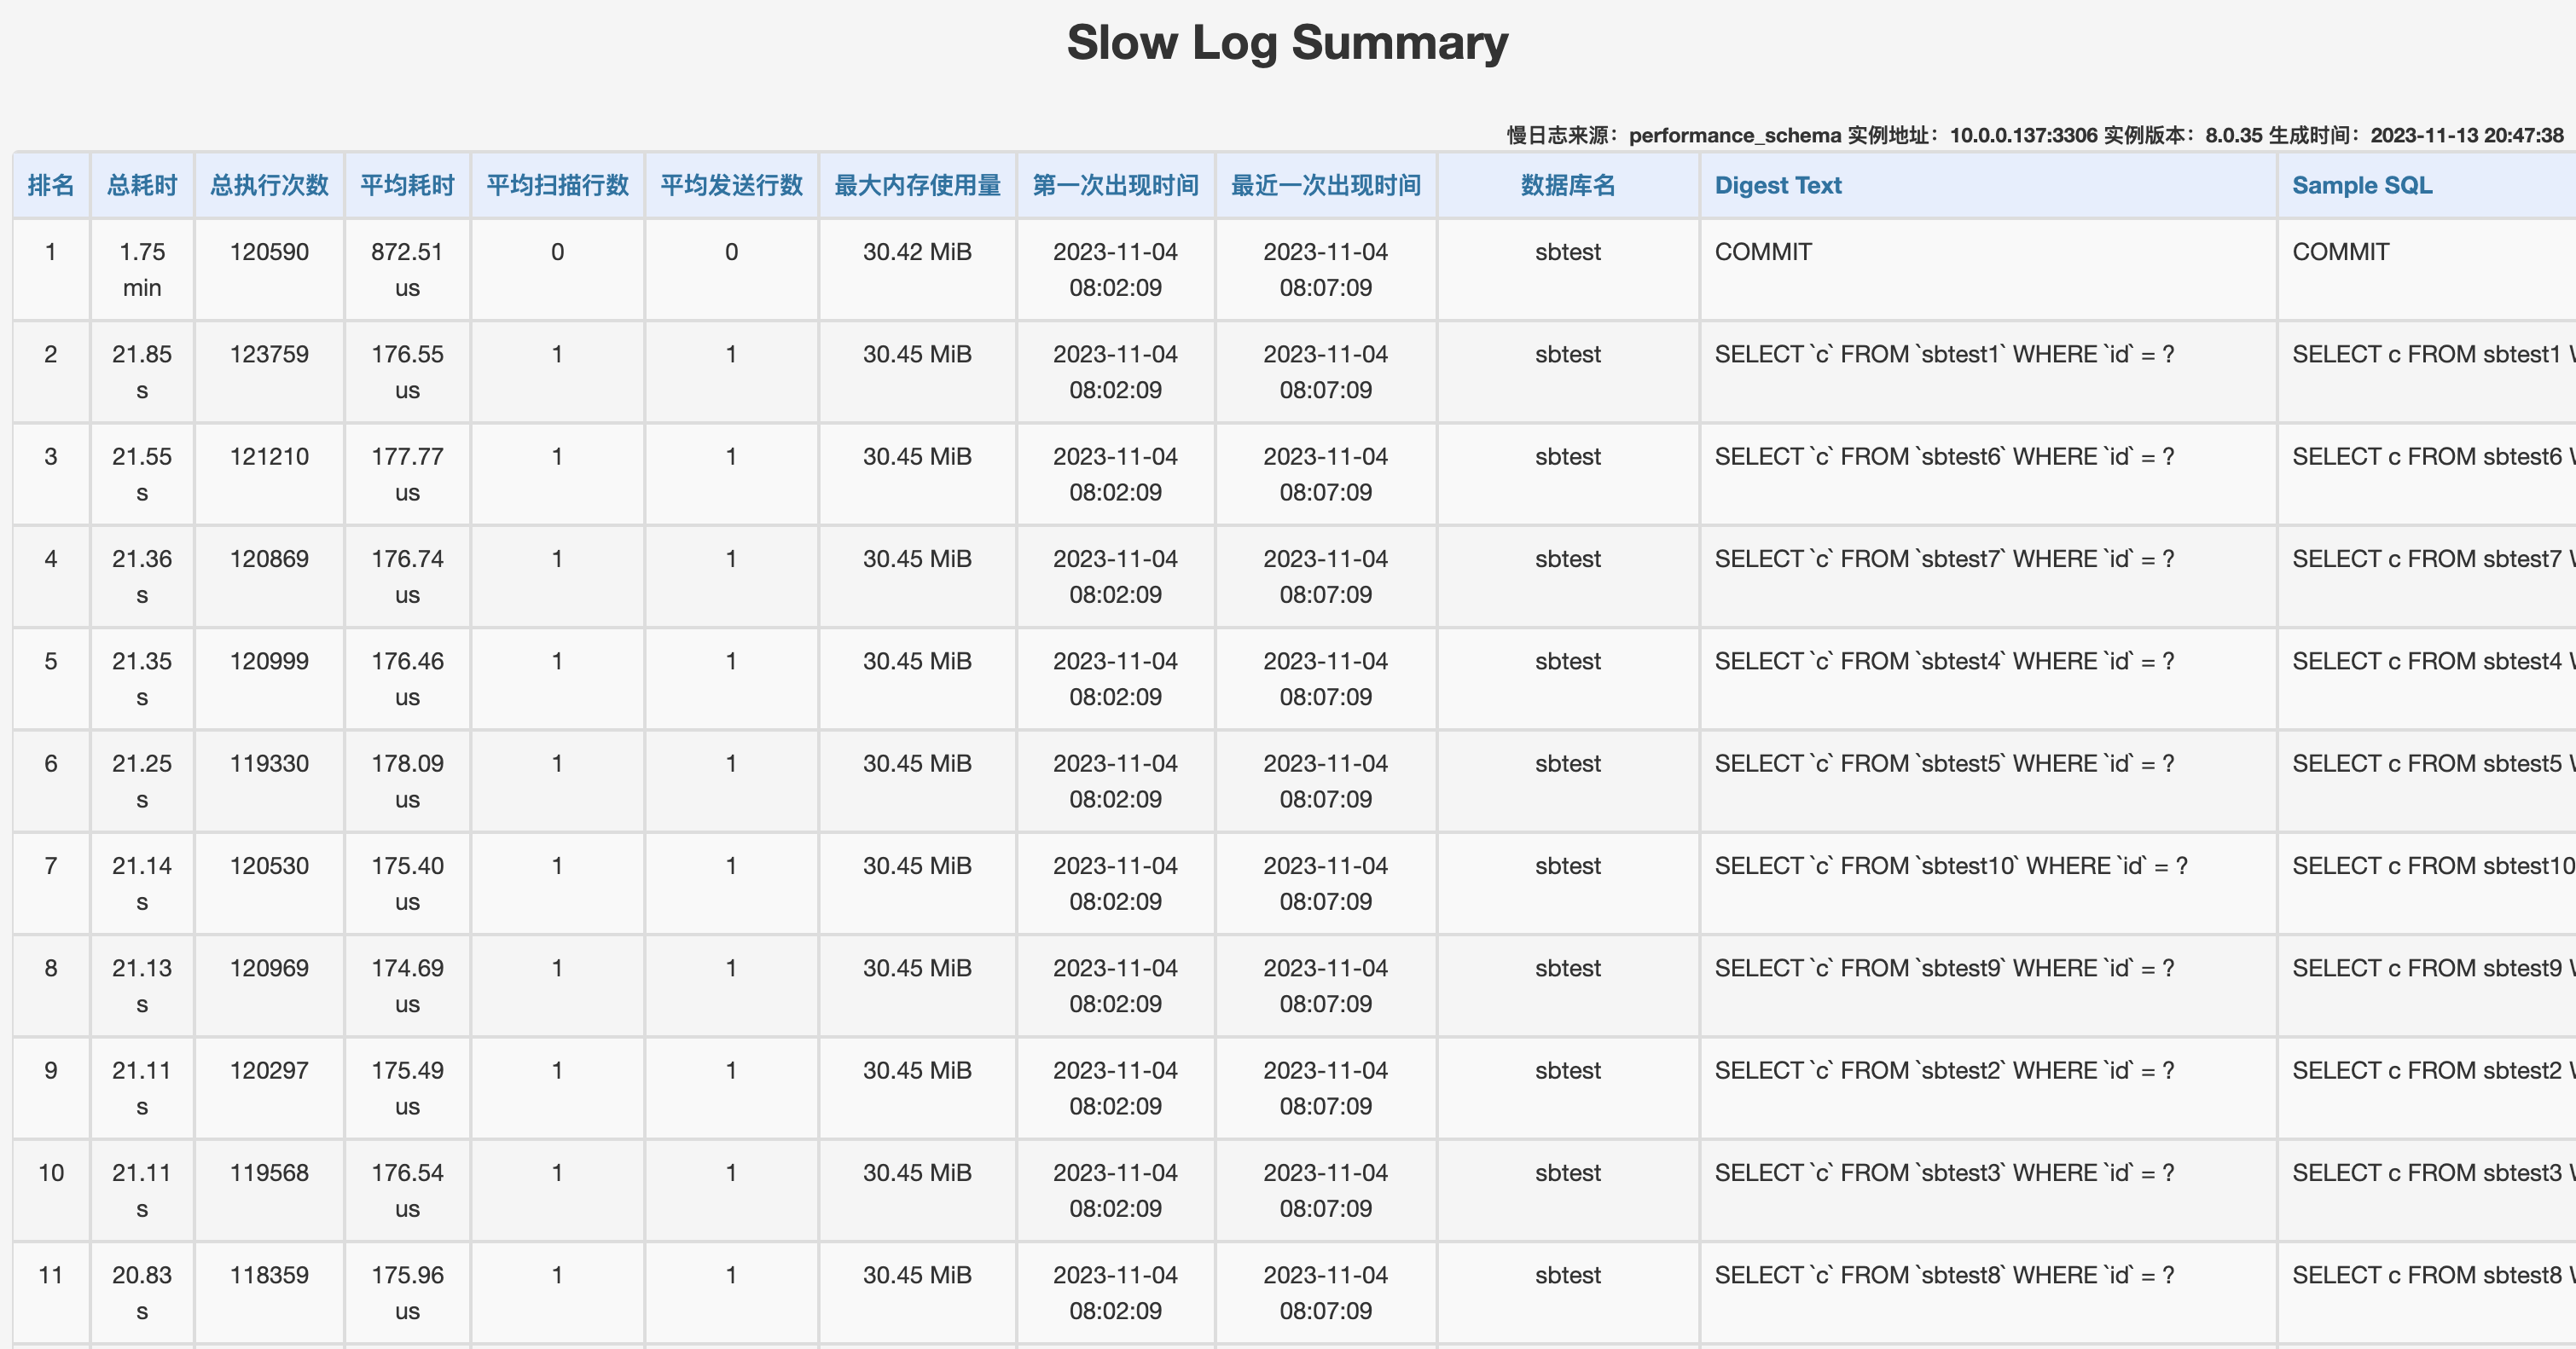 Slow Log Summary
慢日志来源：performance_schema 实例地址：10.0.0.137:3306 实例版本：8.0.35 生成时间：2023-11-13 20:47:38
排名 总耗时 总执行次数 平均耗时 平均扫描行数 平均发送行数 最大内存使用量 第一次出现时间 最近一次出现时间 数据库名 Digest Text Sample SQL
1 1.75 120590 872.51 0 0 30.42 MiB 2023-11-04 2023-11-04 sbtest COMMIT COMMIT
min us 08:02:09 08:07:09
2 21.85 123759 176.55 1 1 30.45 MiB 2023-11-04 2023-11-04 sbtest SELECT `c` FROM `sbtest1` WHERE `id` = ? SELECT c FROM sbtest1
s us 08:02:09 08:07:09
3 21.55 121210 177.77 1 1 30.45 MiB 2023-11-04 2023-11-04 sbtest SELECT `c` FROM `sbtest6` WHERE `id` = ? SELECT c FROM sbtest6
s us 08:02:09 08:07:09
4 21.36 120869 176.74 1 1 30.45 MiB 2023-11-04 2023-11-04 sbtest SELECT `c` FROM `sbtest7` WHERE `id` = ? SELECT c FROM sbtest7
s us 08:02:09 08:07:09
5 21.35 120999 176.46 1 1 30.45 MiB 2023-11-04 2023-11-04 sbtest SELECT `c` FROM `sbtest4` WHERE `id` = ? SELECT c FROM sbtest4
s us 08:02:09 08:07:09
6 21.25 119330 178.09 1 1 30.45 MiB 2023-11-04 2023-11-04 sbtest SELECT `c` FROM `sbtest5` WHERE `id` = ? SELECT c FROM sbtest5
s us 08:02:09 08:07:09
7 21.14 120530 175.40 1 1 30.45 MiB 2023-11-04 2023-11-04 sbtest SELECT `c` FROM `sbtest10` WHERE `id` = ? SELECT c FROM sbtest10
s us 08:02:09 08:07:09
8 21.13 120969 174.69 1 1 30.45 MiB 2023-11-04 2023-11-04 sbtest SELECT `c` FROM `sbtest9` WHERE `id` = ? SELECT c FROM sbtest9
s us 08:02:09 08:07:09
9 21.11 120297 175.49 1 1 30.45 MiB 2023-11-04 2023-11-04 sbtest SELECT `c` FROM `sbtest2` WHERE `id` = ? SELECT c FROM sbtest2
s us 08:02:09 08:07:09
10 21.11 119568 176.54 1 1 30.45 MiB 2023-11-04 2023-11-04 sbtest SELECT `c` FROM `sbtest3` WHERE `id` = ? SELECT c FROM sbtest3
s us 08:02:09 08:07:09
11 20.83 118359 175.96 1 1 30.45 MiB 2023-11-04 2023-11-04 sbtest SELECT `c` FROM `sbtest8` WHERE `id` = ? SELECT c FROM sbtest8
s us 08:02:09 08:07:09